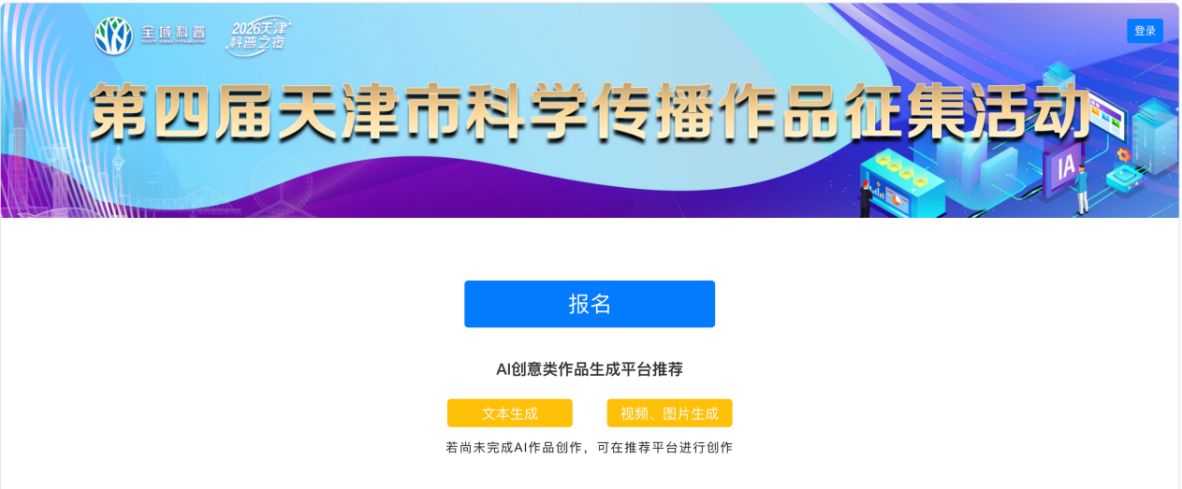 全域科普
2026天津
科普之夜
登录
第四届天津市科学传播作品征集活动
IA
报名
AI创意类作品生成平台推荐
文本生成
视频、图片生成
若尚未完成AI作品创作，可在推荐平台进行创作